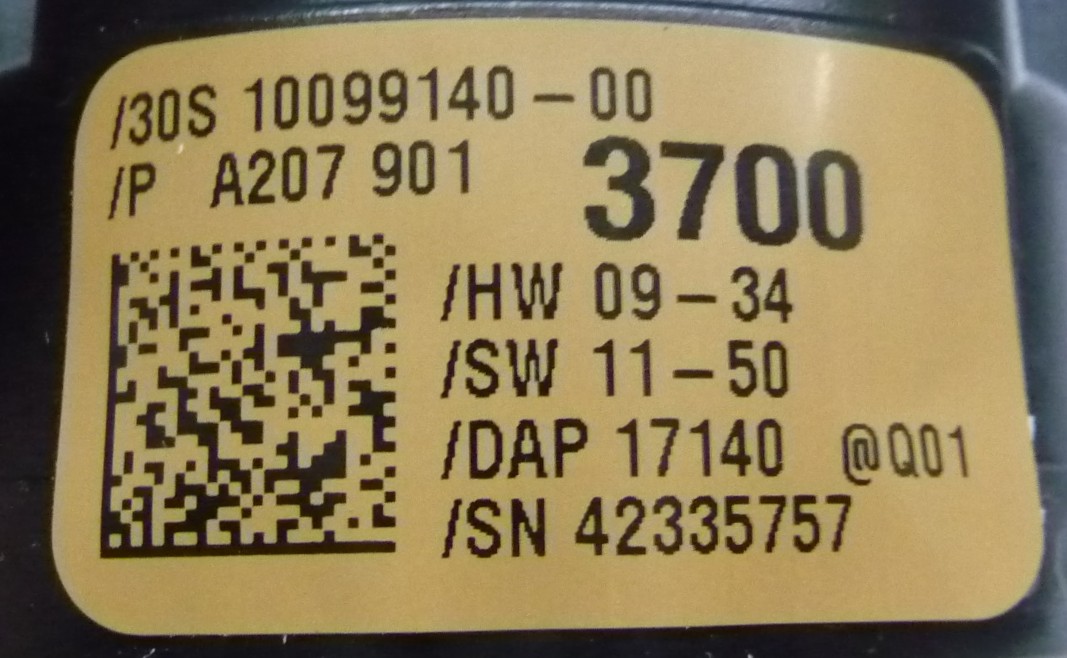 /30S 10099140-00
/P A207 901 3700
/HW 09-34
/SW 11-50
/DAP 17140 @Q01
/SN 42335757